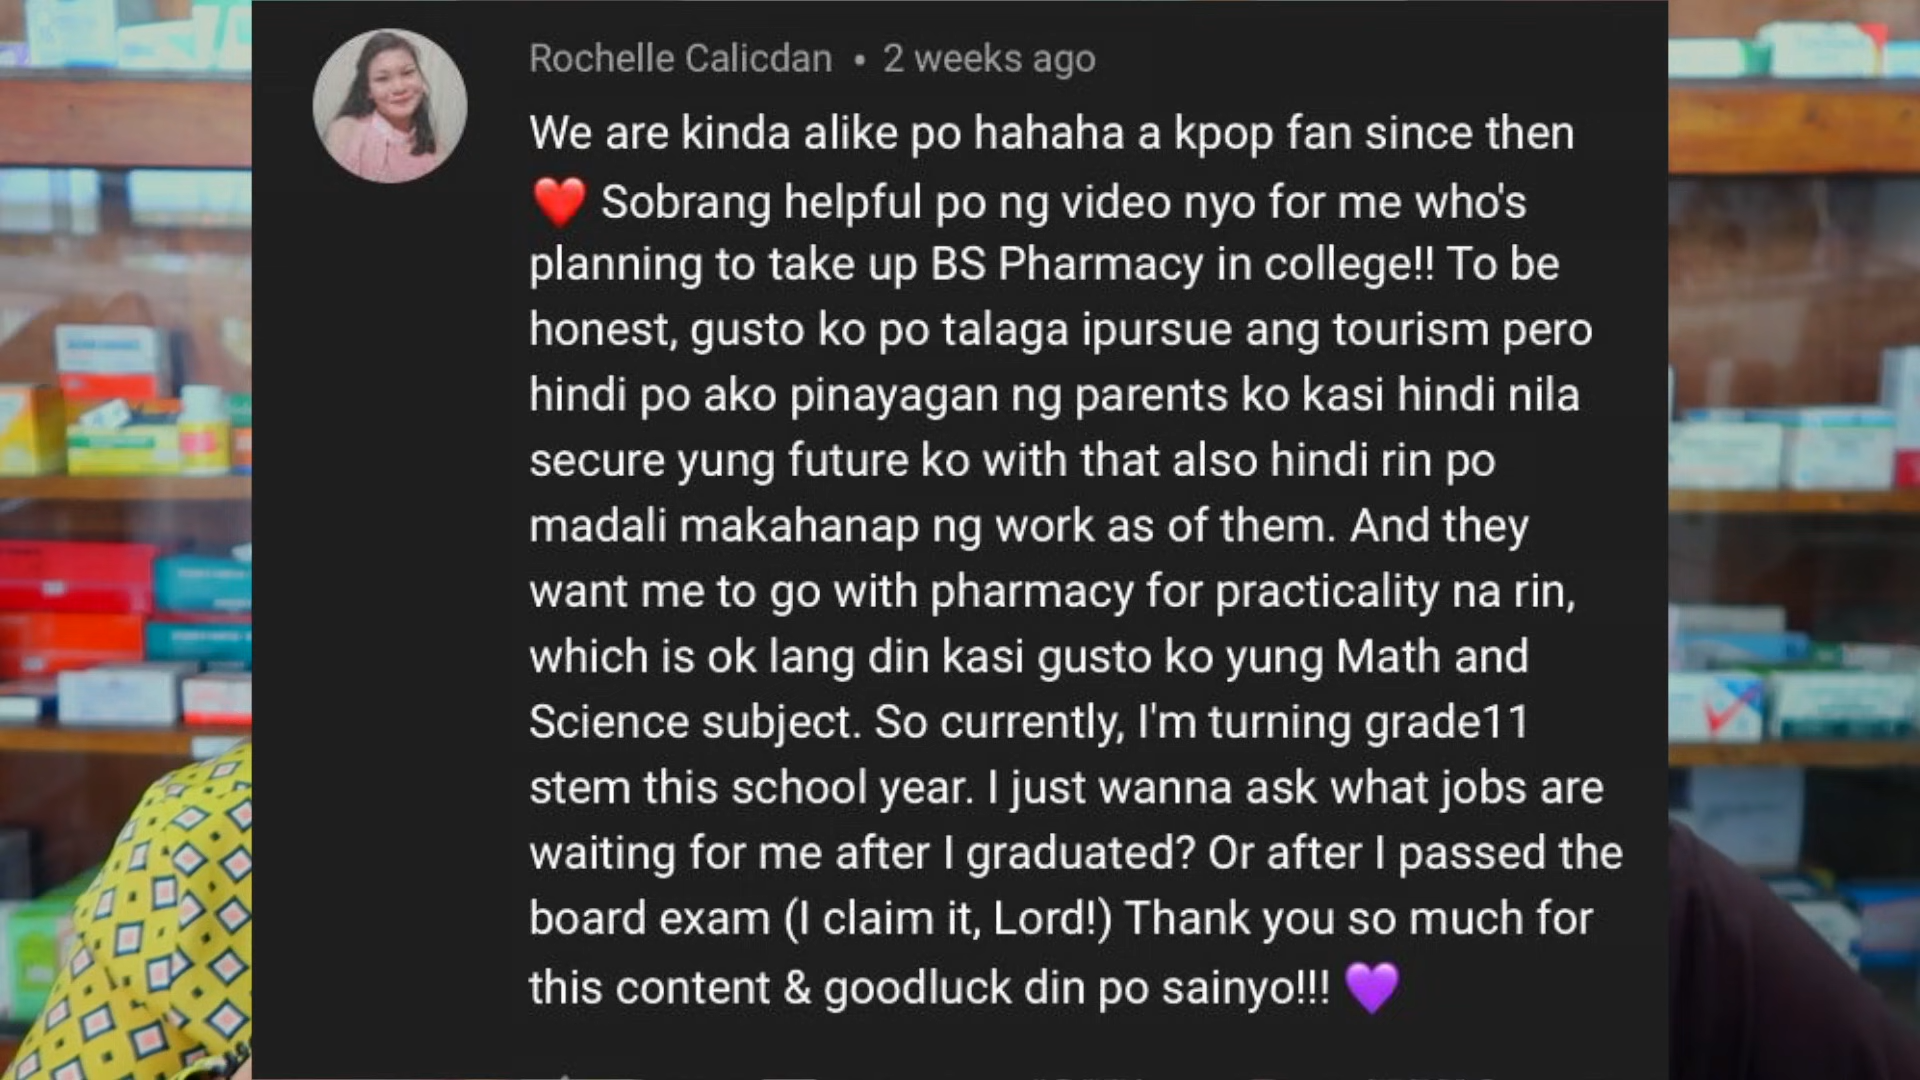 Rochelle Calicdan • 2 weeks ago
We are kinda alike po hahaha a kpop fan since then
❤️ Sobrang helpful po ng video nyo for me who's
planning to take up BS Pharmacy in college!! To be
honest, gusto ko po talaga ipursue ang tourism pero
hindi po ako pinayagan ng parents ko kasi hindi nila
secure yung future ko with that also hindi rin po
madali makahanap ng work as of them. And they
want me to go with pharmacy for practicality na rin,
which is ok lang din kasi gusto ko yung Math and
Science subject. So currently, I'm turning grade11
stem this school year. I just wanna ask what jobs are
waiting for me after I graduated? Or after I passed the
board exam (I claim it, Lord!) Thank you so much for
this content & goodluck din po sainyo!!! 💜